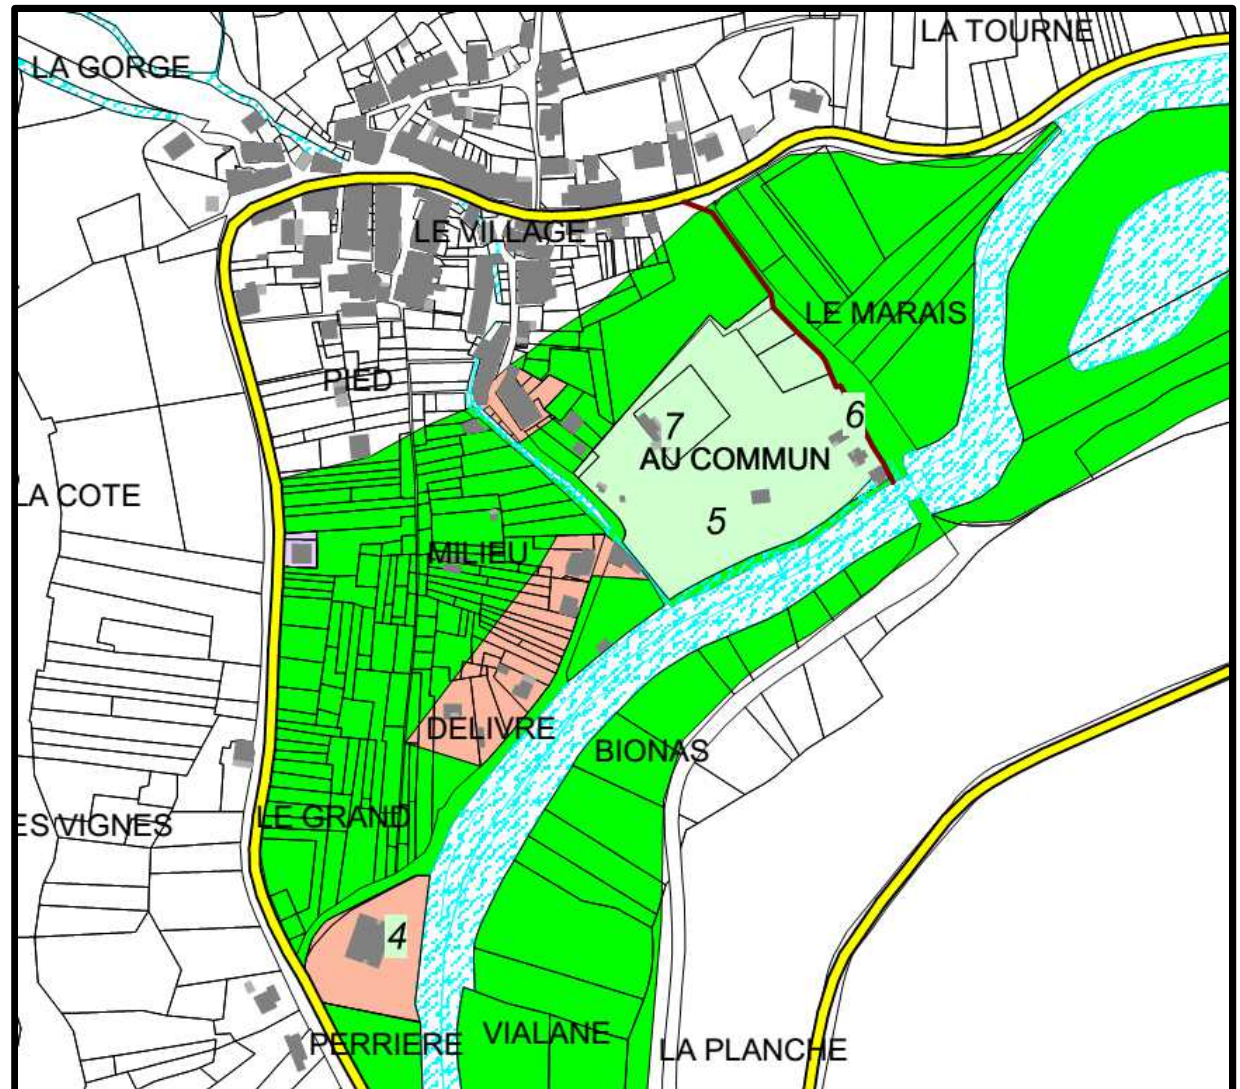 LA TOURNE
LA GORGE
LE VILLAGE
LE MARAIS
PIED
6
7
AU COMMUN
LA COTE
5
MILIEU
DELIVRE
BIONAS
LE GRAND
ES VIGNES
4
VIALANE
PERRIERE
LA PLANCHE